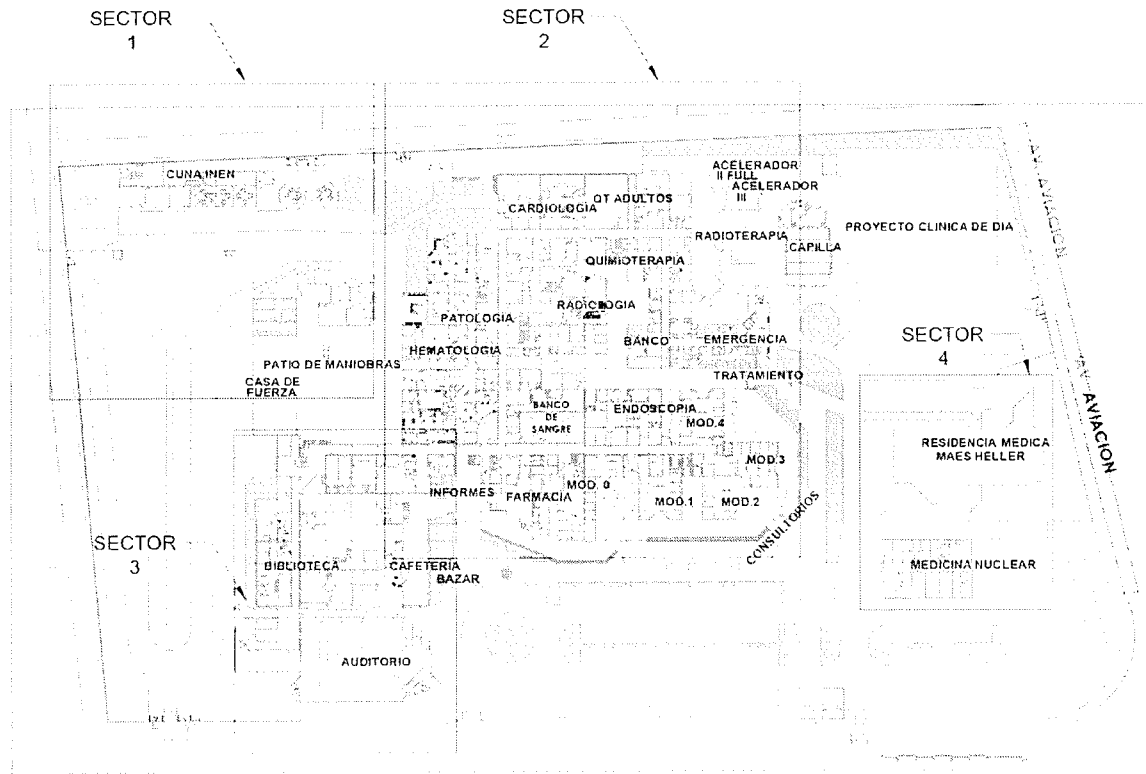 SECTOR
1
SECTOR
2
CUNA INEN
ACELERADOR
II FULL
ACELERADOR
III
CARDIOLOGIA
QT ADULTOS
RADIOTERAPIA
CAPILLA
PROYECTO CLINICA DE DIA
AV. AVIACION
QUIMIOTERAPIA
RADIOLOGIA
PATOLOGIA
HEMATOLOGIA
BANCO
EMERGENCIA
SECTOR
4
PATIO DE MANIOBRAS
CASA DE
FUERZA
TRATAMIENTO
AV. AVIACION
BANCO
DE
SANGRE
ENDOSCOPIA
MOD.4
RESIDENCIA MEDICA
MAES HELLER
MOD.3
INFORMES
FARMACIA
MOD. 0
MOD.1
MOD.2
CONSULTORIOS
SECTOR
3
BIBLIOTECA
CAFETERIA
BAZAR
MEDICINA NUCLEAR
AUDITORIO